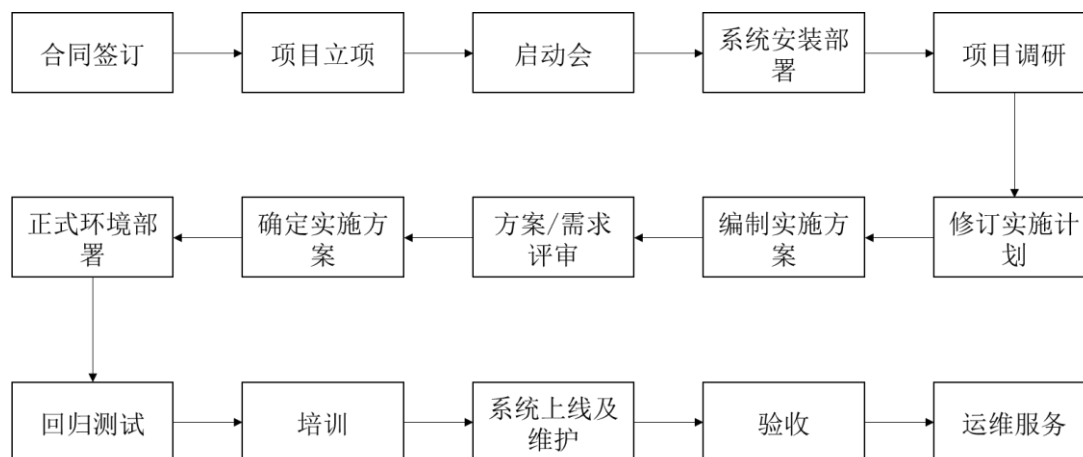 合同签订
项目立项
启动会
系统安装部
署
项目调研
正式环境部
署
确定实施方
案
方案/需求
评审
编制实施方
案
修订实施计
划
回归测试
培训
系统上线及
维护
验收
运维服务